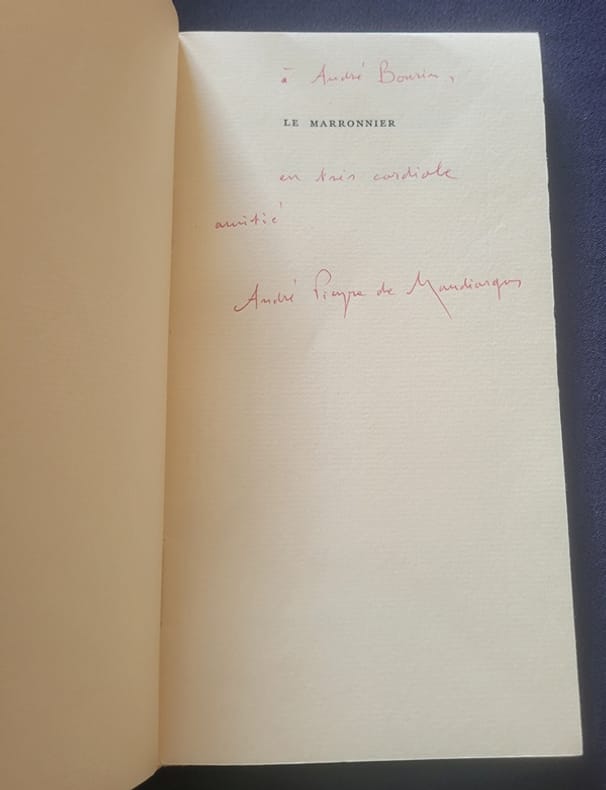 à André Bourin,
LE MARRONNIER
en très cordiale
amitié
André Pieyre de Mandiargues